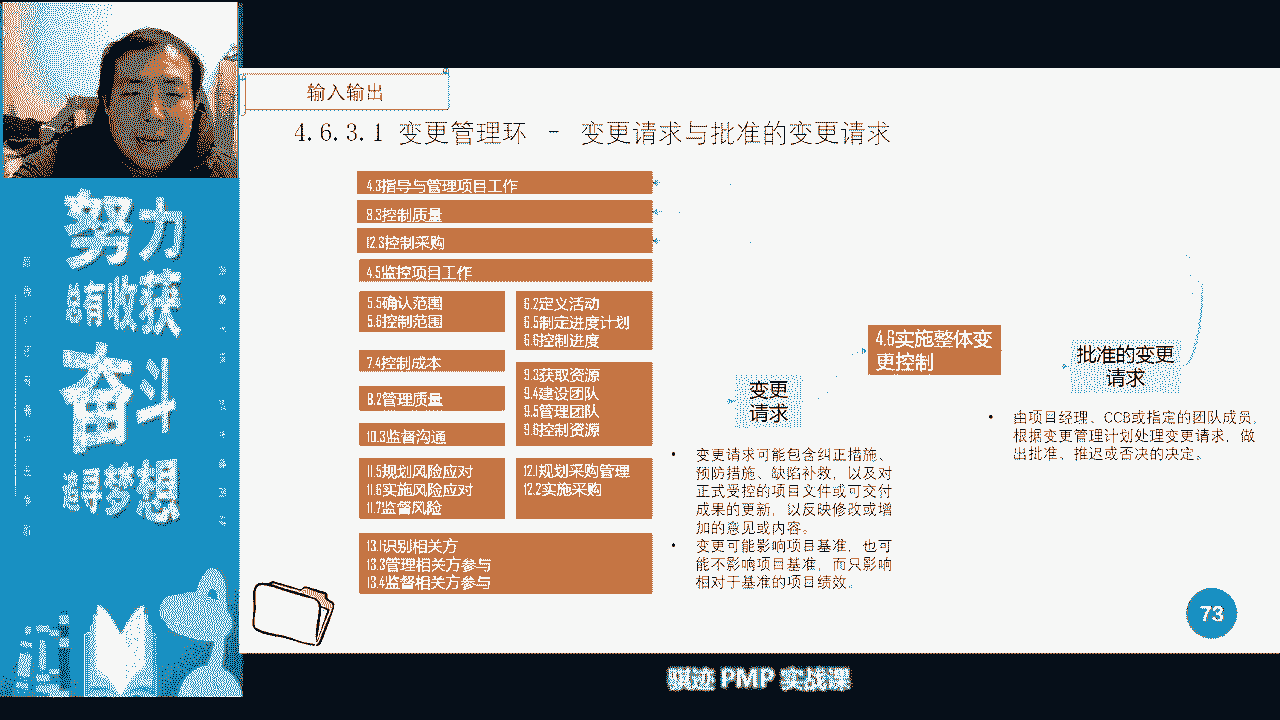 输入输出
4.6.3.1 变更管理环 - 变更请求与批准的变更请求
4.3指导与管理项目工作
8.3控制质量
12.3控制采购
4.5监控项目工作
5.5确认范围
5.6控制范围
6.2定义活动
6.5制定进度计划
6.6控制进度
7.4控制成本
9.3获取资源
9.4建设团队
9.5管理团队
9.6控制资源
8.2管理质量
10.3监督沟通
11.5规划风险应对
11.6实施风险应对
11.7监督风险
12.1规划采购管理
12.2实施采购
13.1识别相关方
13.3管理相关方参与
13.4监督相关方参与
变更
请求
• 变更请求可能包含纠正措施、
预防措施、缺陷补救，以及对
正式受控的项目文件或可交付
成果的更新，以反映修改或增
加的意见或内容。
• 变更可能影响项目基准，也可
能不影响项目基准，而只影响
相对于基准的项目绩效。
4.6实施整体变
更控制
批准的变更
请求
• 由项目经理、CCB或指定的团队成员，
根据变更管理计划处理变更请求，做
出批准、推迟或否决的决定。
73
努力
总有收获
奋斗
追寻梦想
骐迹 PMP 实战课